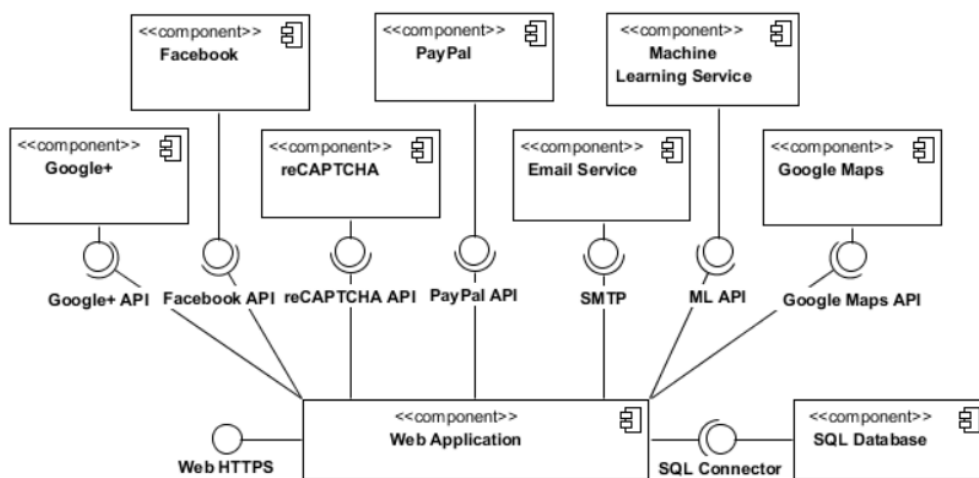 <<component>>
Facebook
<<component>>
PayPal
<<component>>
Machine
Learning Service
<<component>>
Google+
<<component>>
reCAPTCHA
<<component>>
Email Service
<<component>>
Google Maps
Google+ API
Facebook API
reCAPTCHA API
PayPal API
SMTP
ML API
Google Maps API
<<component>>
Web Application
<<component>>
SQL Database
Web HTTPS
SQL Connector